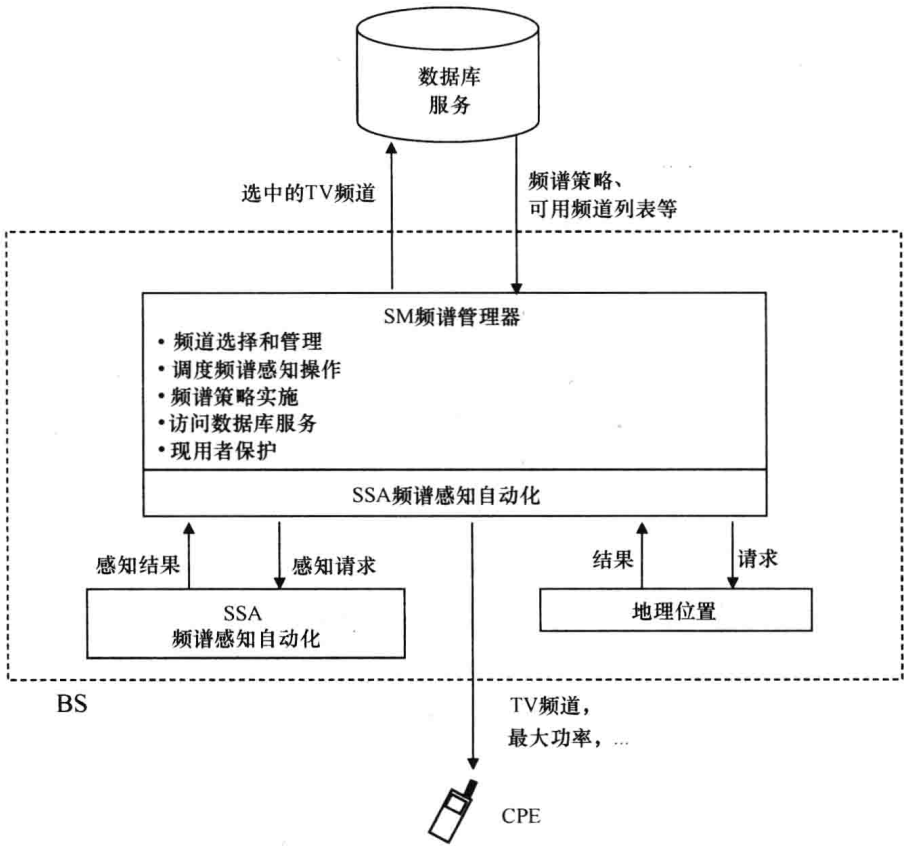 数据库
服务
选中的TV频道
频谱策略、
可用频道列表等
SM频谱管理器
• 频道选择和管理
• 调度频谱感知操作
• 频谱策略实施
• 访问数据库服务
• 现用者保护
SSA频谱感知自动化
感知结果
感知请求
结果
请求
SSA
频谱感知自动化
地理位置
BS
TV频道，
最大功率，...
CPE